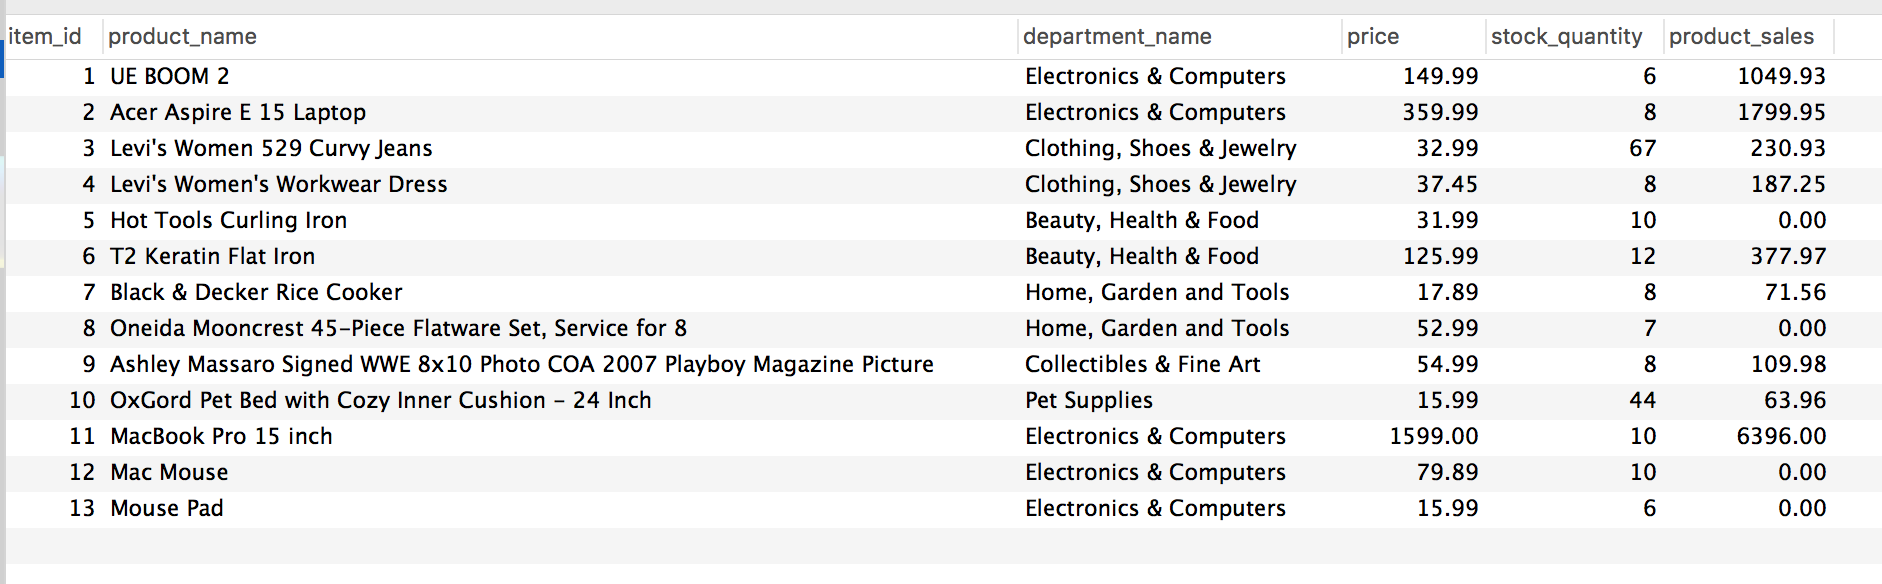 item_id product_name department_name price stock_quantity product_sales
1 UE BOOM 2 Electronics & Computers 149.99 6 1049.93
2 Acer Aspire E 15 Laptop Electronics & Computers 359.99 8 1799.95
3 Levi's Women 529 Curvy Jeans Clothing, Shoes & Jewelry 32.99 67 230.93
4 Levi's Women's Workwear Dress Clothing, Shoes & Jewelry 37.45 8 187.25
5 Hot Tools Curling Iron Beauty, Health & Food 31.99 10 0.00
6 T2 Keratin Flat Iron Beauty, Health & Food 125.99 12 377.97
7 Black & Decker Rice Cooker Home, Garden and Tools 17.89 8 71.56
8 Oneida Mooncrest 45-Piece Flatware Set, Service for 8 Home, Garden and Tools 52.99 7 0.00
9 Ashley Massaro Signed WWE 8x10 Photo COA 2007 Playboy Magazine Picture Collectibles & Fine Art 54.99 8 109.98
10 OxGord Pet Bed with Cozy Inner Cushion - 24 Inch Pet Supplies 15.99 44 63.96
11 MacBook Pro 15 inch Electronics & Computers 1599.00 10 6396.00
12 Mac Mouse Electronics & Computers 79.89 10 0.00
13 Mouse Pad Electronics & Computers 15.99 6 0.00